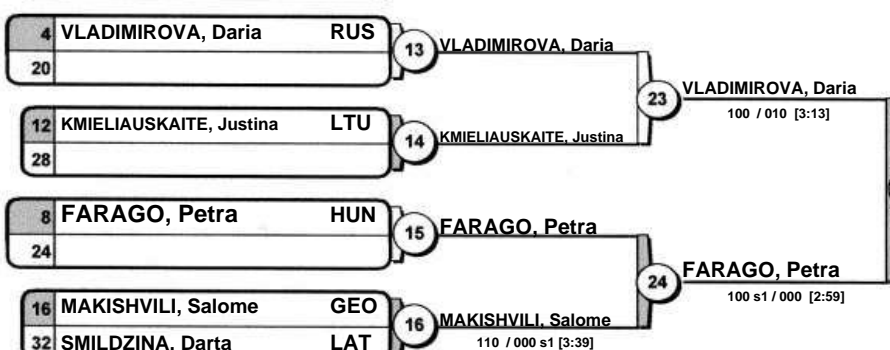 4 VLADIMIROVA, Daria RUS
20
13 VLADIMIROVA, Daria
12 KMIELIAUSKAITE, Justina LTU
28
14 KMIELIAUSKAITE, Justina
23 VLADIMIROVA, Daria
100 / 010 [3:13]
8 FARAGO, Petra HUN
24
15 FARAGO, Petra
16 MAKISHVILI, Salome GEO
32 SMILDZINA, Darta LAT
16 MAKISHVILI, Salome
110 / 000 s1 [3:39]
24 FARAGO, Petra
100 s1 / 000 [2:59]